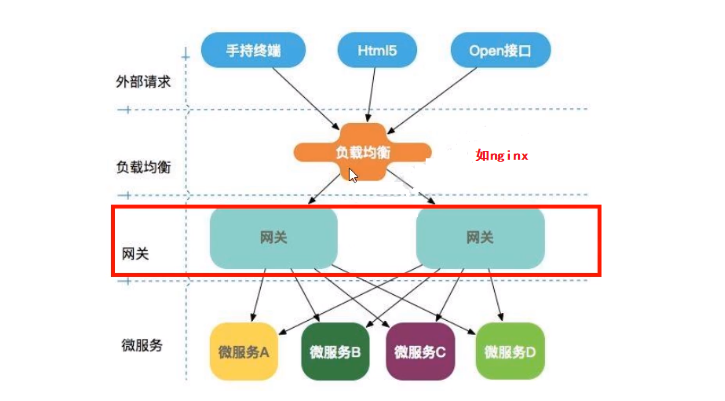 手持终端
Html5
Open接口
外部请求
负载均衡
负载均衡
如nginx
网关
网关
网关
微服务
微服务A
微服务B
微服务C
微服务D